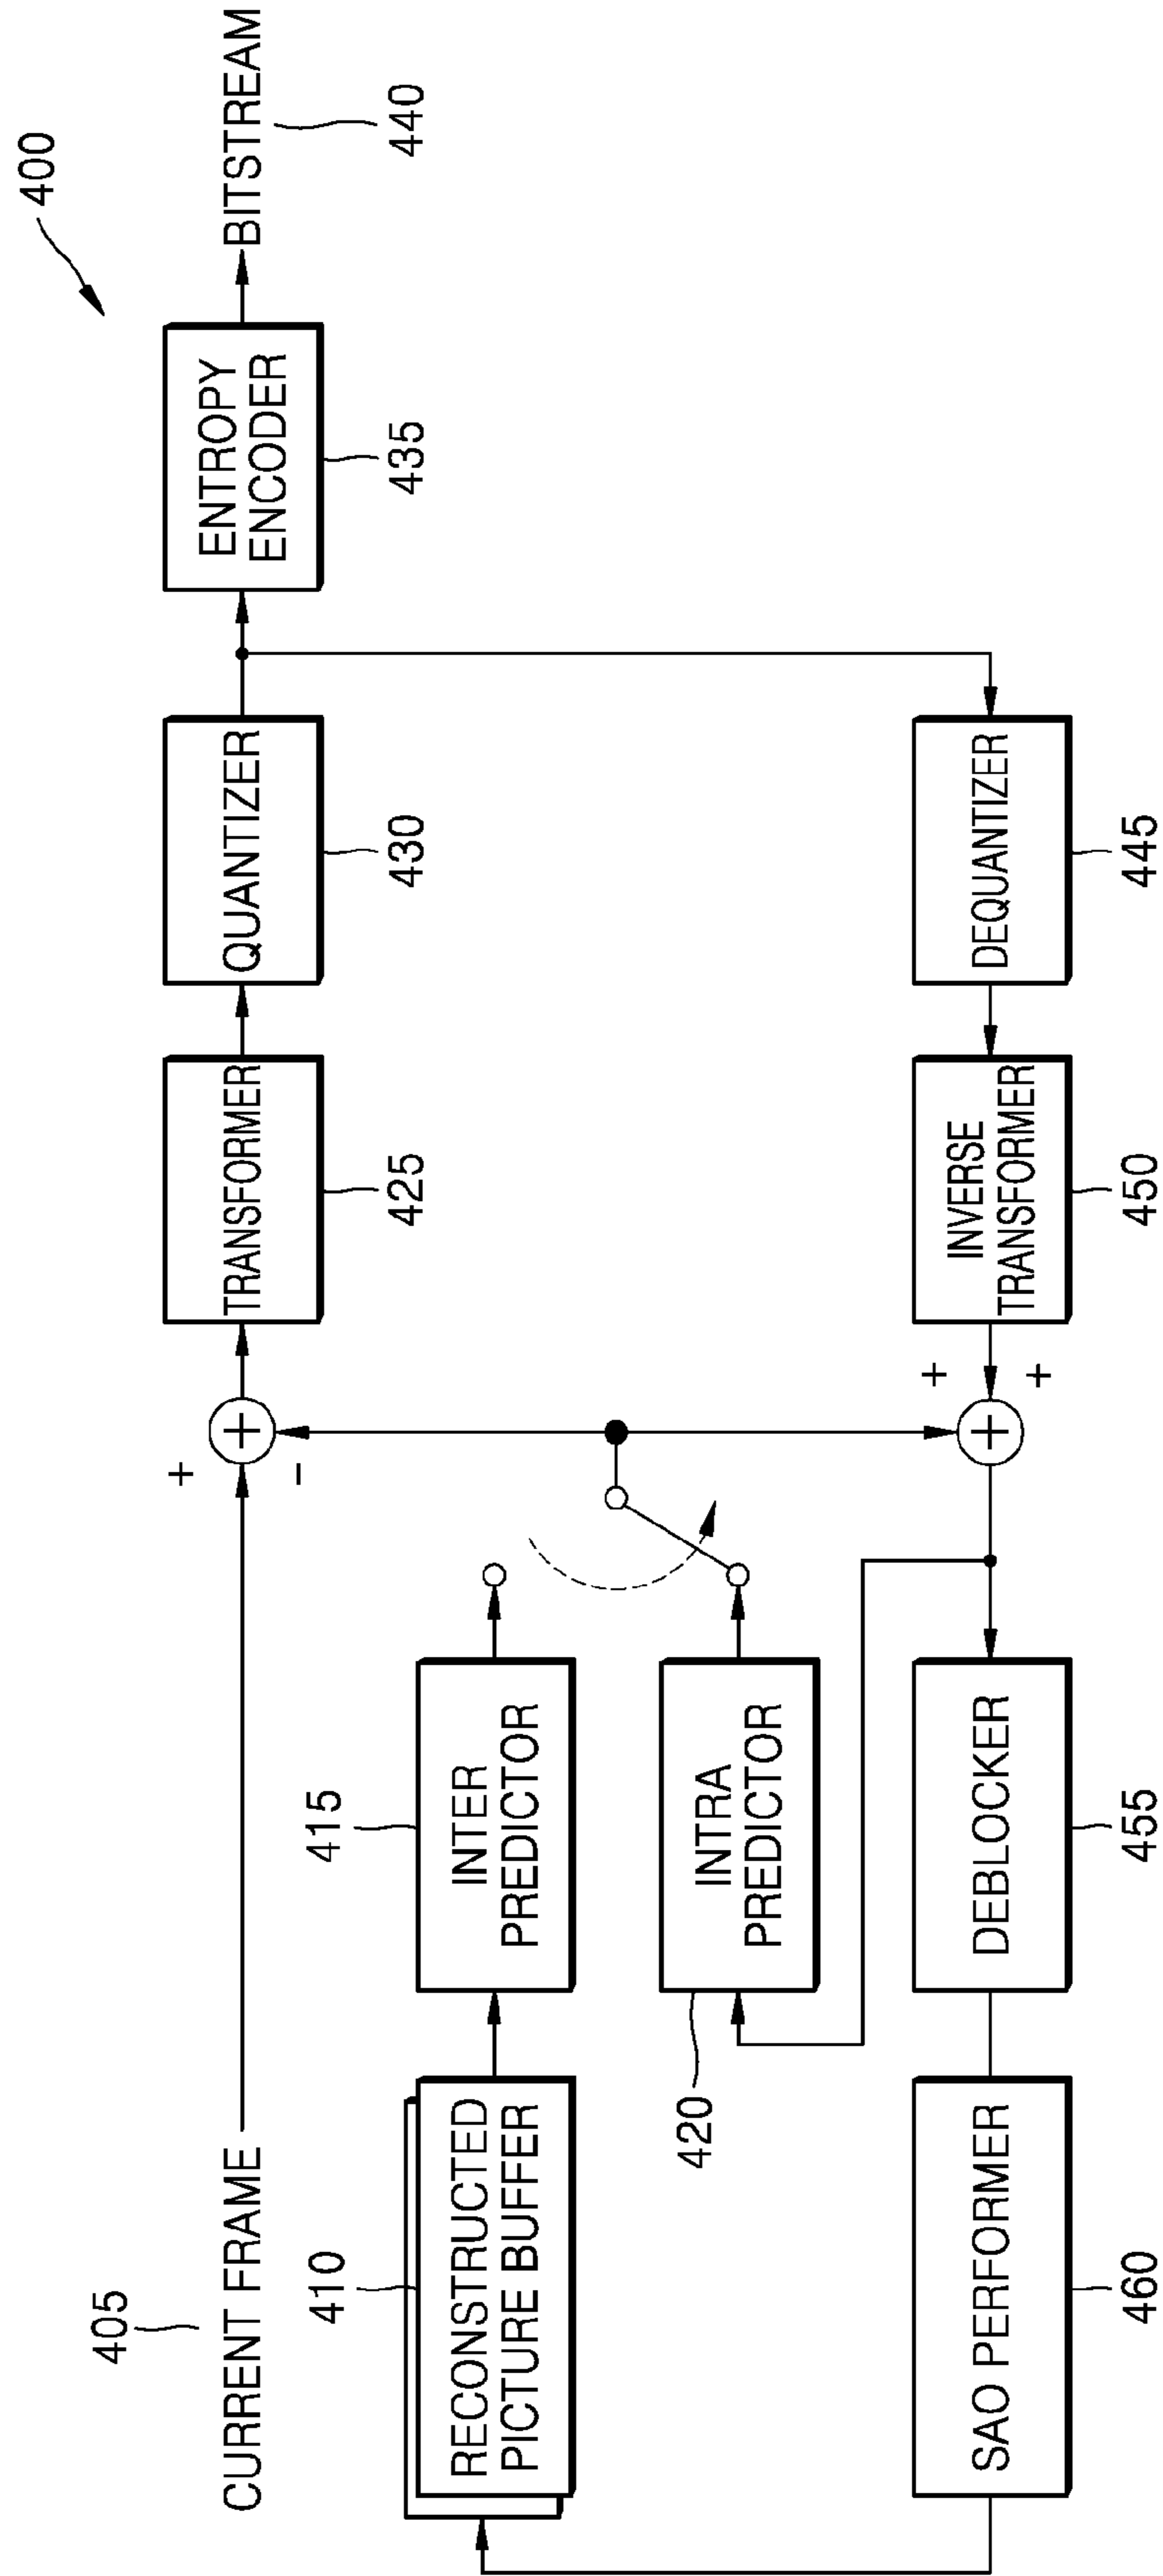 400
405
CURRENT FRAME
+
−
+
TRANSFORMER
425
QUANTIZER
430
ENTROPY
ENCODER
435
BITSTREAM
440
410
RECONSTRUCTED
PICTURE BUFFER
415
INTER
PREDICTOR
420
INTRA
PREDICTOR
SAO PERFORMER
460
DEBLOCKER
455
+
+
+
INVERSE
TRANSFORMER
450
DEQUANTIZER
445